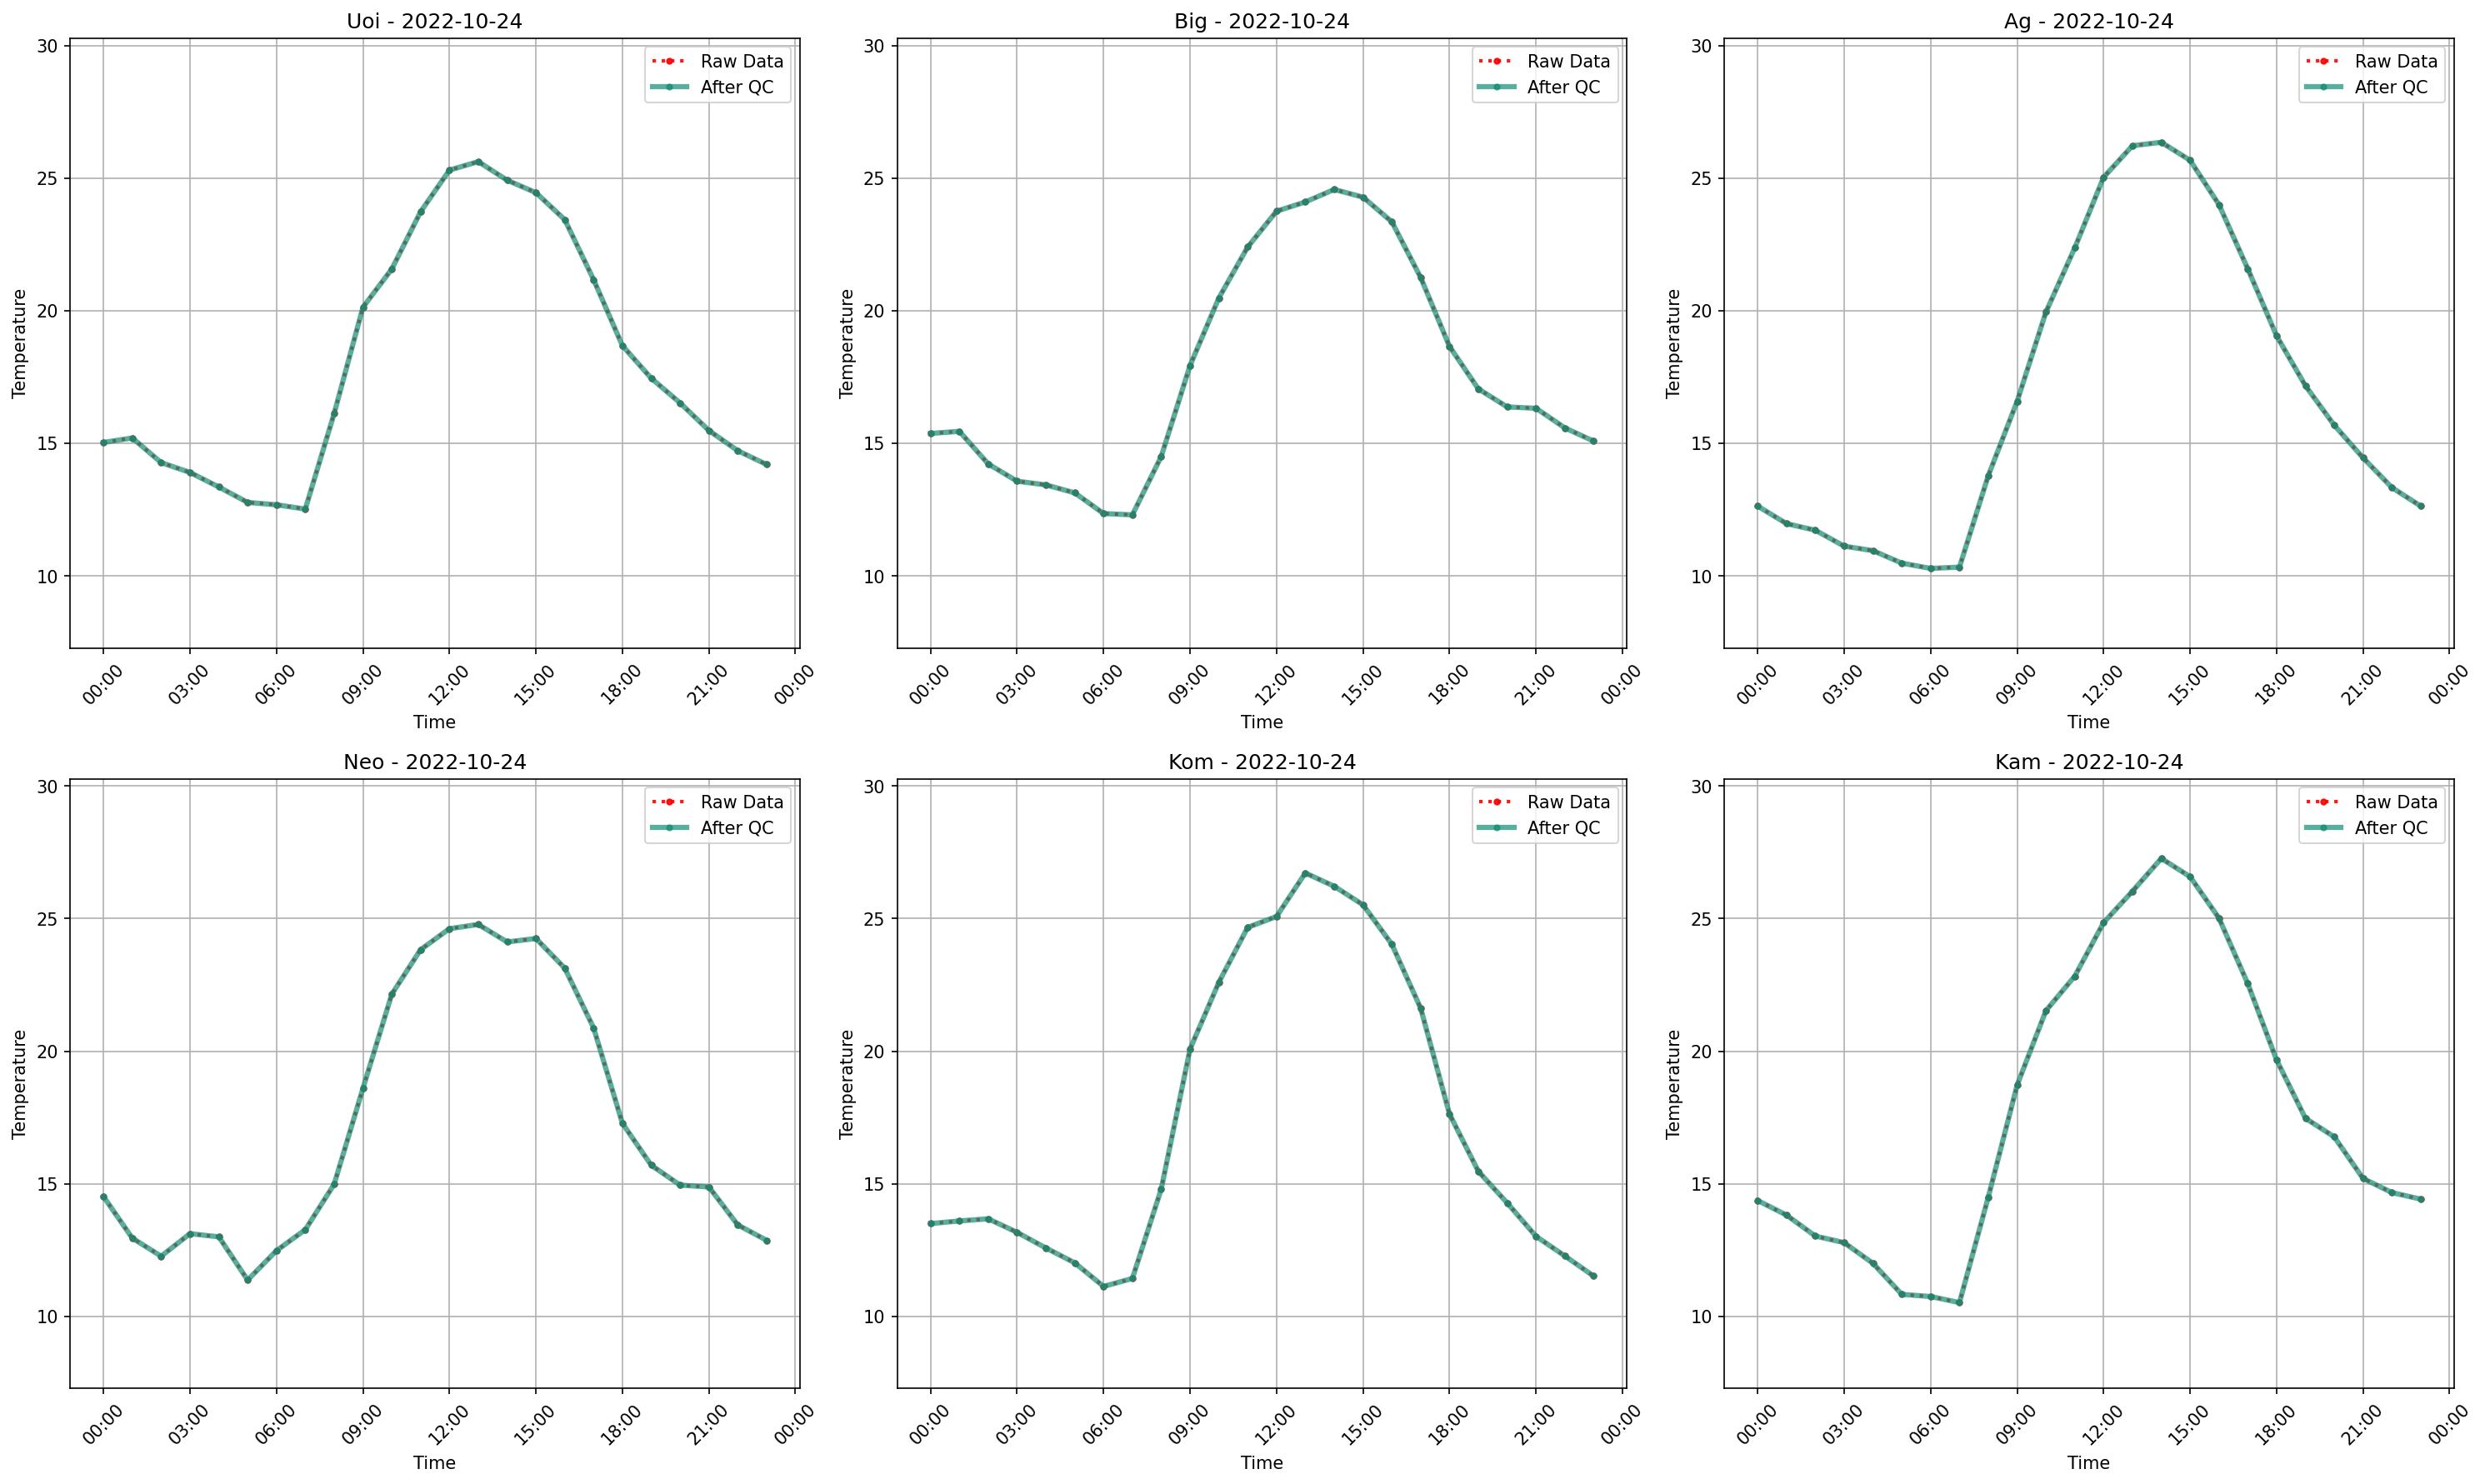 Uoi - 2022-10-24
Raw Data
After QC
30
25
20
15
10
Temperature
00:00
03:00
06:00
09:00
12:00
15:00
18:00
21:00
00:00
Time
Big - 2022-10-24
Raw Data
After QC
30
25
20
15
10
Temperature
00:00
03:00
06:00
09:00
12:00
15:00
18:00
21:00
00:00
Time
Ag - 2022-10-24
Raw Data
After QC
30
25
20
15
10
Temperature
00:00
03:00
06:00
09:00
12:00
15:00
18:00
21:00
00:00
Time
Neo - 2022-10-24
Raw Data
After QC
30
25
20
15
10
Temperature
00:00
03:00
06:00
09:00
12:00
15:00
18:00
21:00
00:00
Time
Kom - 2022-10-24
Raw Data
After QC
30
25
20
15
10
Temperature
00:00
03:00
06:00
09:00
12:00
15:00
18:00
21:00
00:00
Time
Kam - 2022-10-24
Raw Data
After QC
30
25
20
15
10
Temperature
00:00
03:00
06:00
09:00
12:00
15:00
18:00
21:00
00:00
Time